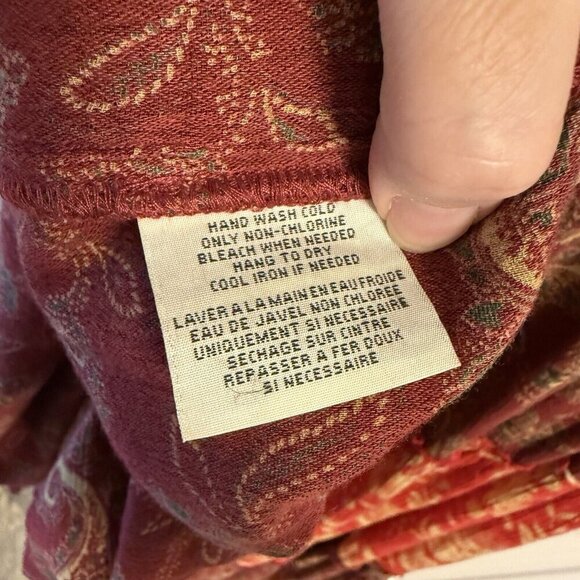 HAND WASH COLD
ONLY NON-CHLORINE
BLEACH WHEN NEEDED
HANG TO DRY
COOL IRON IF NEEDED
LAVER A LA MAIN EN EAU FROIDE
EAU DE JAVEL NON CHLOREE
UNIQUEMENT SI NECESSAIRE
SECHAGE SUR CINTRE
REPASSER A FER DOUX
SI NECESSAIRE